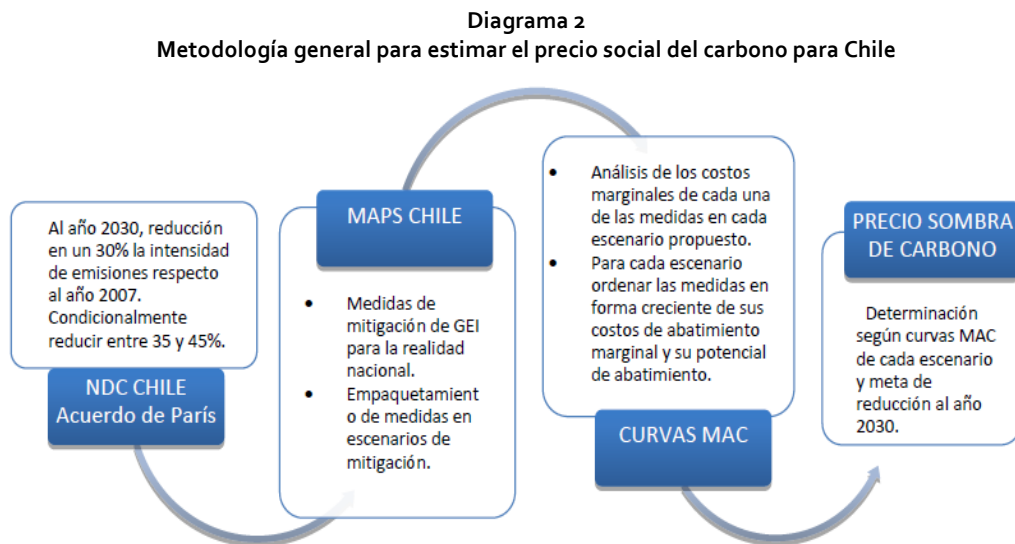 Diagrama 2
Metodología general para estimar el precio social del carbono para Chile
Al año 2030, reducción
en un 30% la intensidad
de emisiones respecto
al año 2007.
Condicionalmente
reducir entre 35 y 45%.
NDC CHILE
Acuerdo de París
MAPS CHILE
• Medidas de
mitigación de GEI
para la realidad
nacional.
• Empaquetamient
o de medidas en
escenarios de
mitigación.
• Análisis de los costos
marginales de cada una
de las medidas en cada
escenario propuesto.
• Para cada escenario
ordenar las medidas en
forma creciente de sus
costos de abatimiento
marginal y su potencial
de abatimiento.
CURVAS MAC
PRECIO SOMBRA
DE CARBONO
Determinación
según curvas MAC
de cada escenario
y meta de
reducción al año
2030.